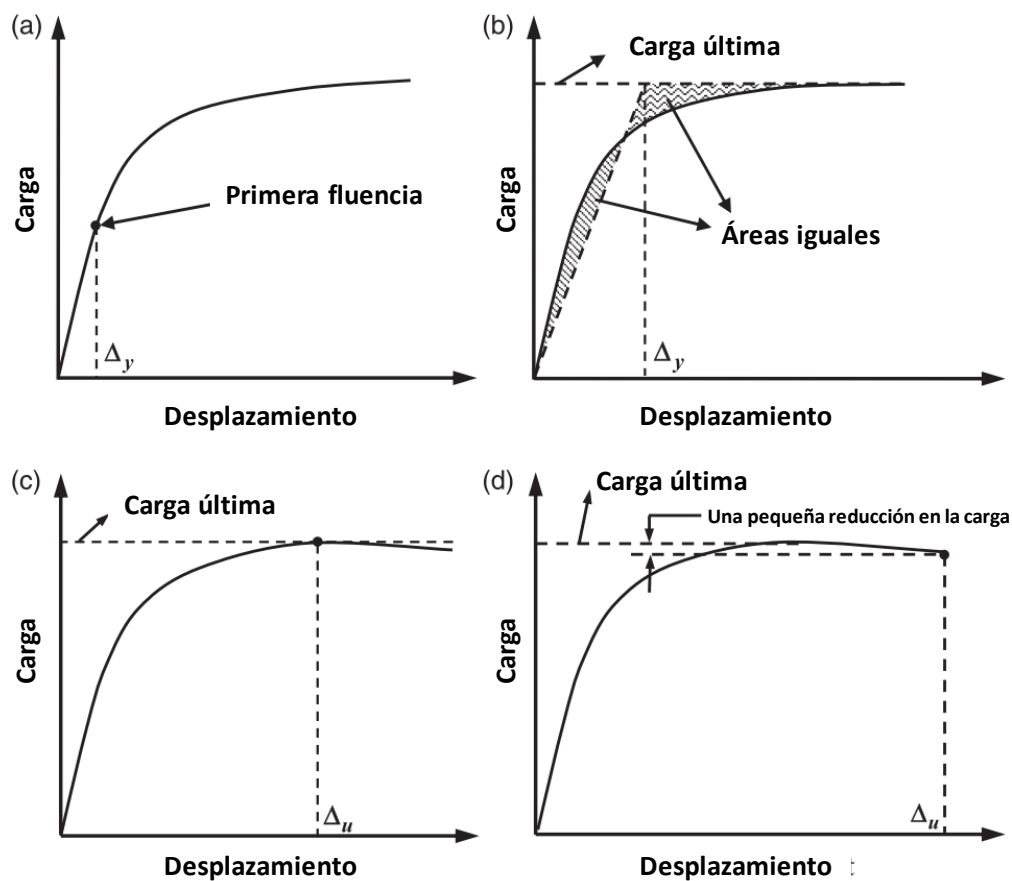 (a)
Carga
Primera fluencia
Δy
Desplazamiento
(b)
Carga última
Carga
Áreas iguales
Δy
Desplazamiento
(c)
Carga última
Carga
Δu
Desplazamiento
(d)
Carga última
Una pequeña reducción en la carga
Carga
Δu
Desplazamiento